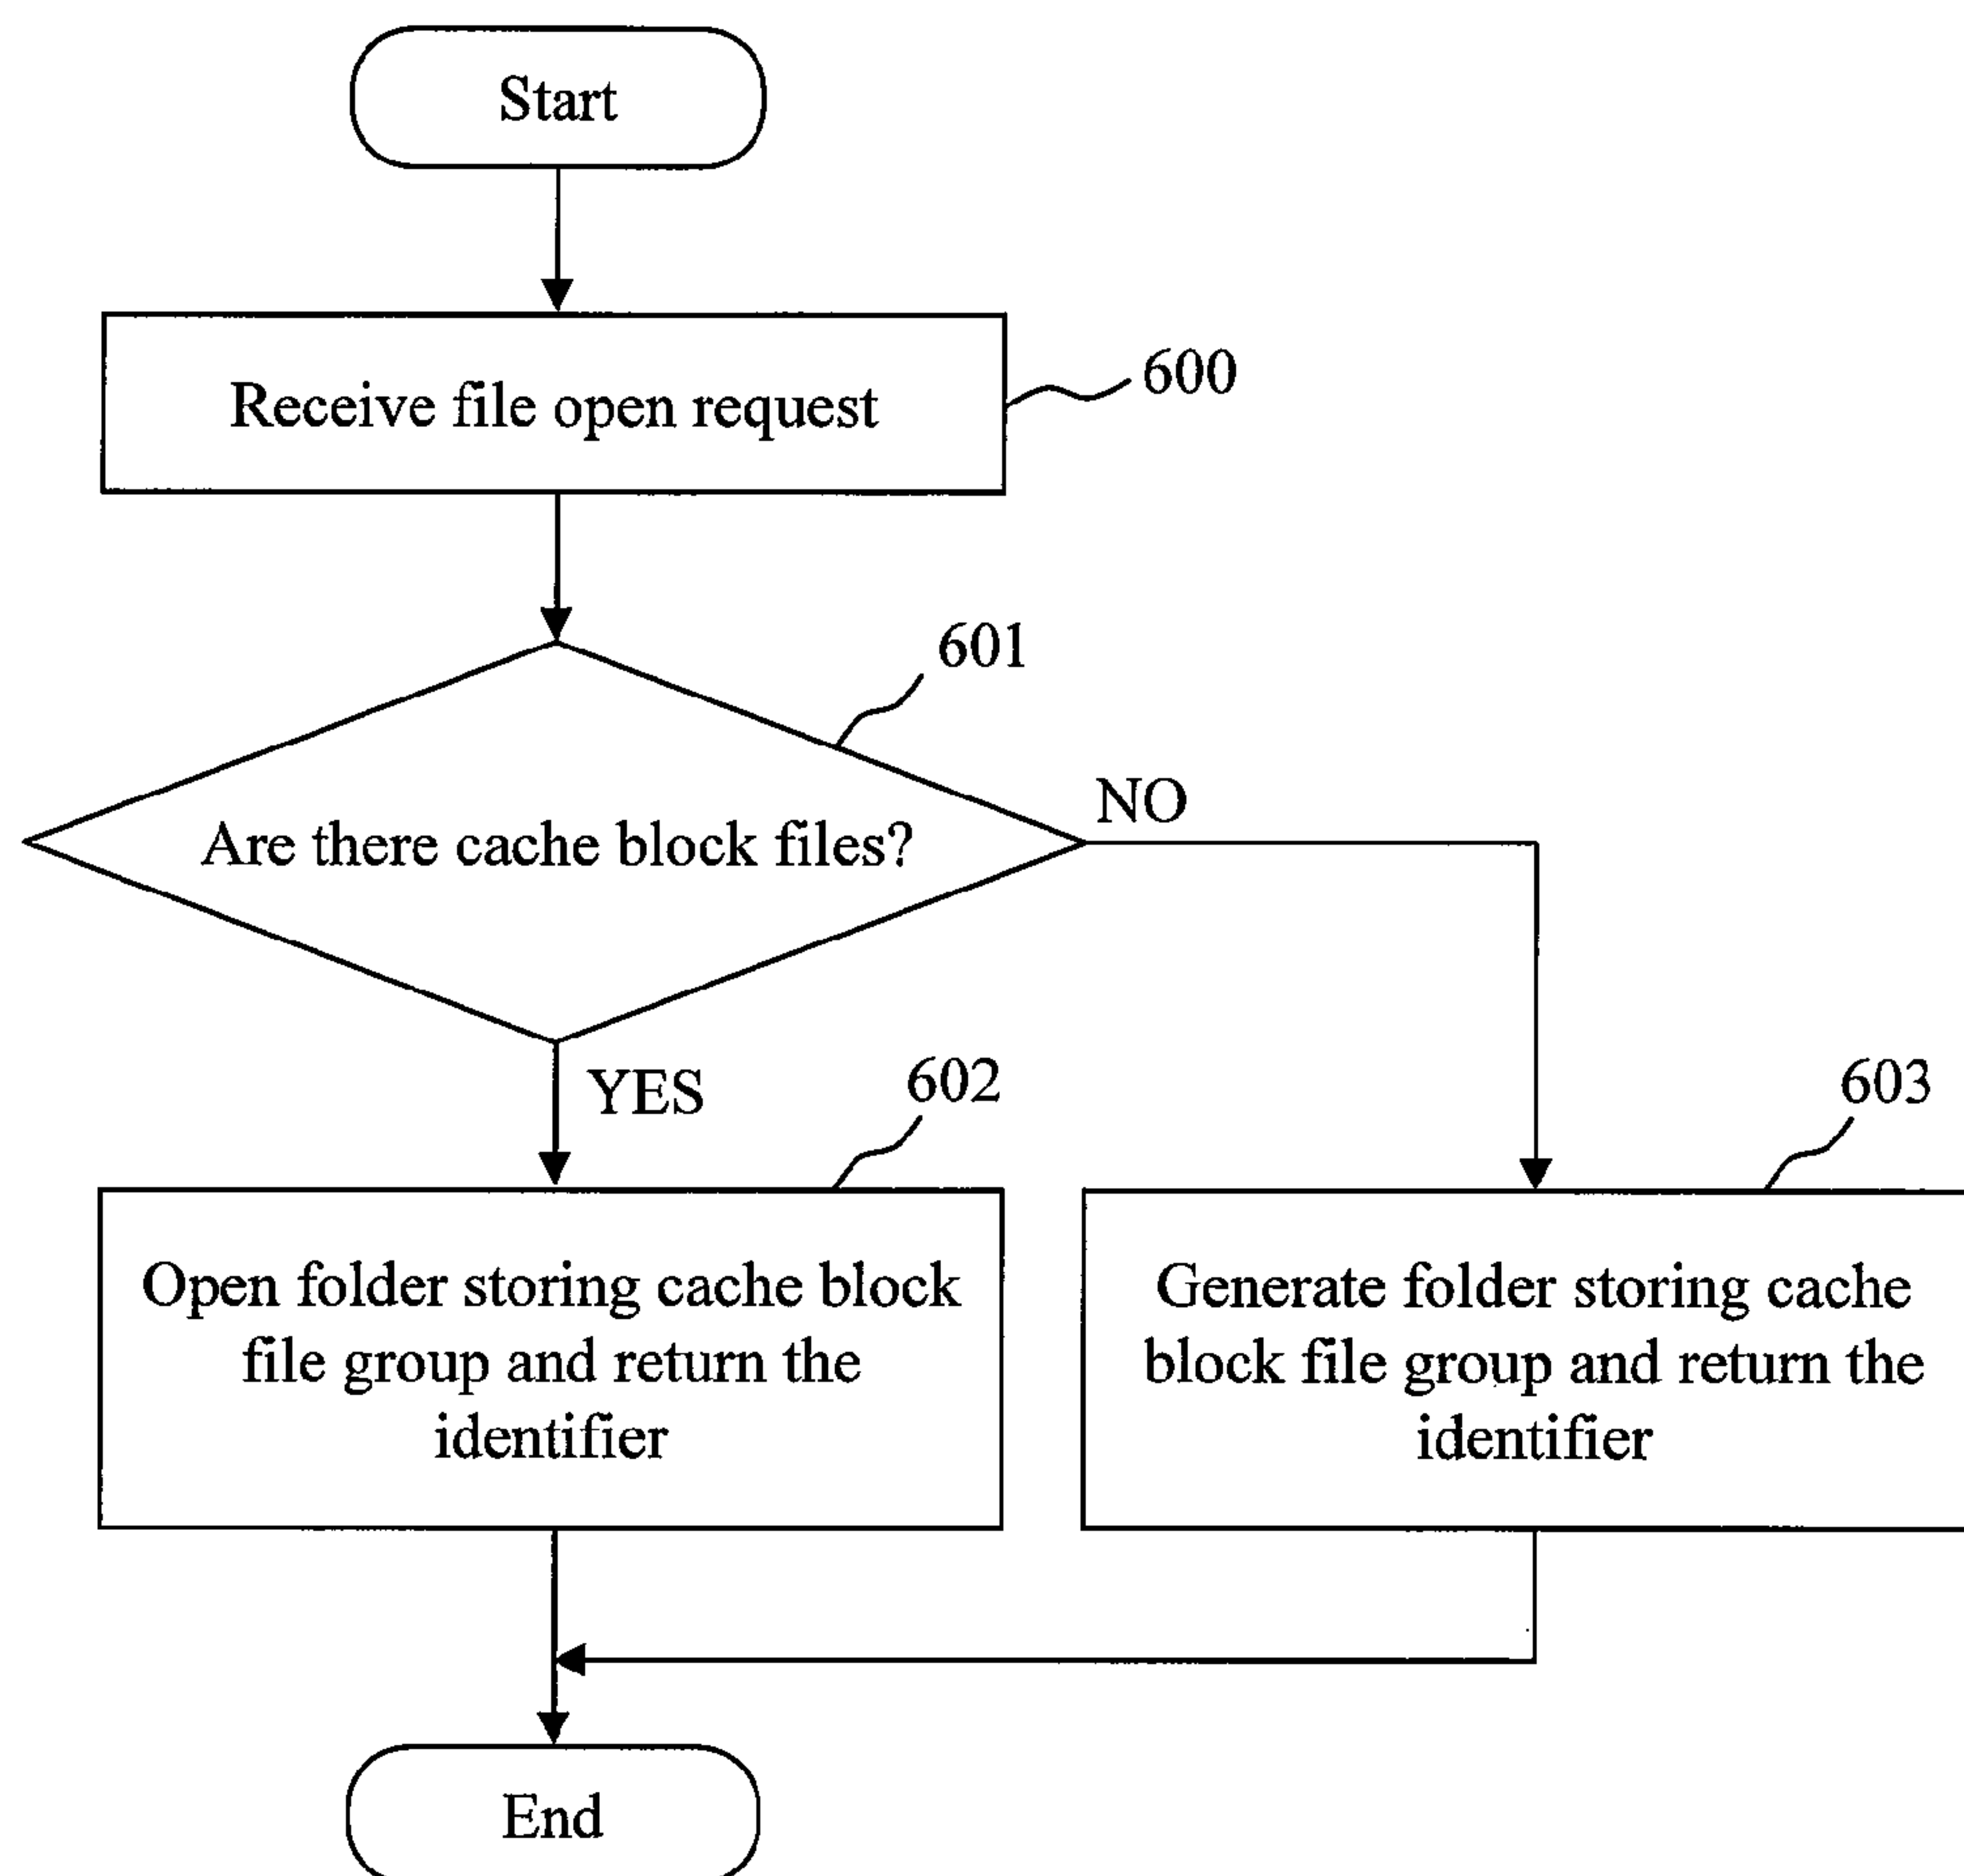 Start
Receive file open request
600
601
Are there cache block files?
NO
YES
602
603
Open folder storing cache block
file group and return the
identifier
Generate folder storing cache
block file group and return the
identifier
End